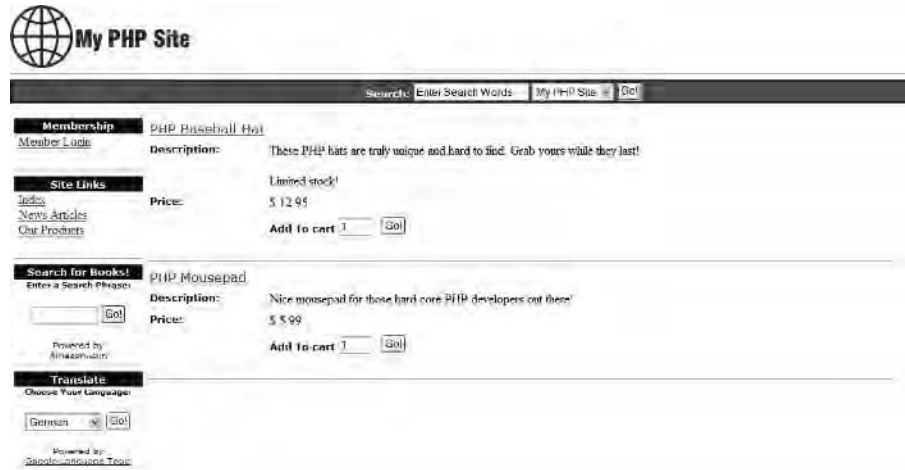 My PHP Site
Search: Enter Search Words My PHP Site Go!
Membership
Member Login
Site Links
Index
News Articles
Our Products
Search for Books!
Enter a Search Phrase:
Go!
Powered by
Amazon.com
Translate
Choose Your Language:
German Go!
Powered by
Google Language Tools
PHP Baseball Hat
Description: These PHP hats are truly unique and hard to find. Grab yours while they last!
Limited stock!
Price: $ 12.95
Add to cart 1 Go!
PHP Mousepad
Description: Nice mousepad for those hard core PHP developers out there!
Price: $ 5.99
Add to cart 1 Go!